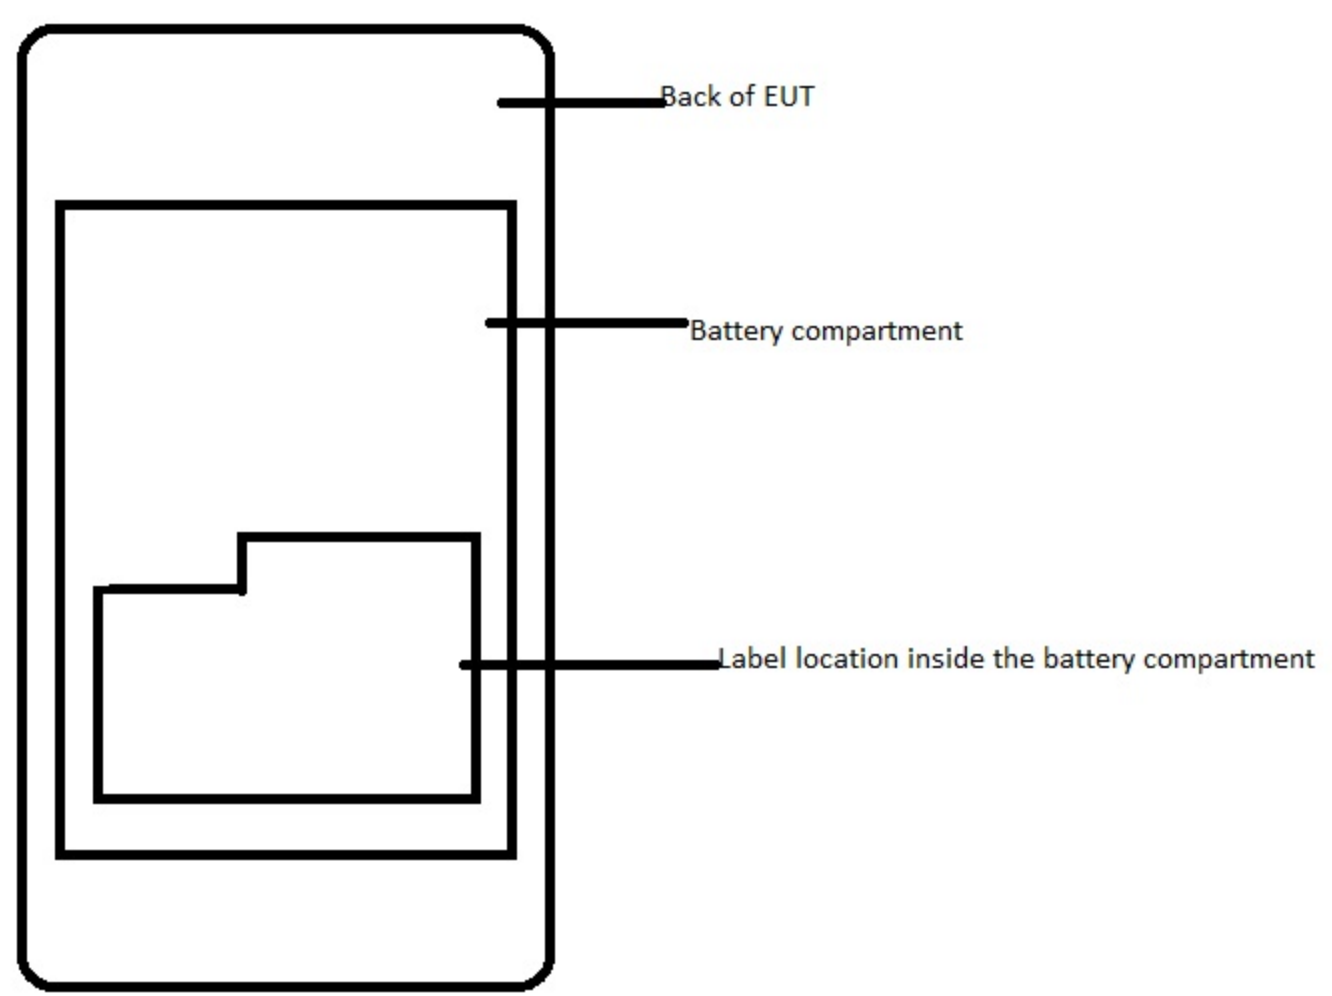 Back of EUT
Battery compartment
Label location inside the battery compartment